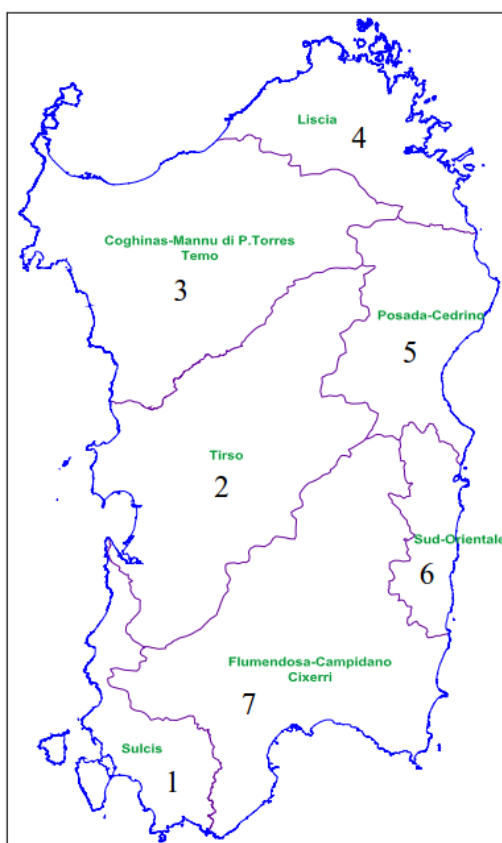 Liscia
4
Coghinas-Mannu di P.Torres
Temo
3
Posada-Cedrino
5
Tirso
2
Sud-Orientale
6
Flumendosa-Campidano
Cixerri
7
Sulcis
1